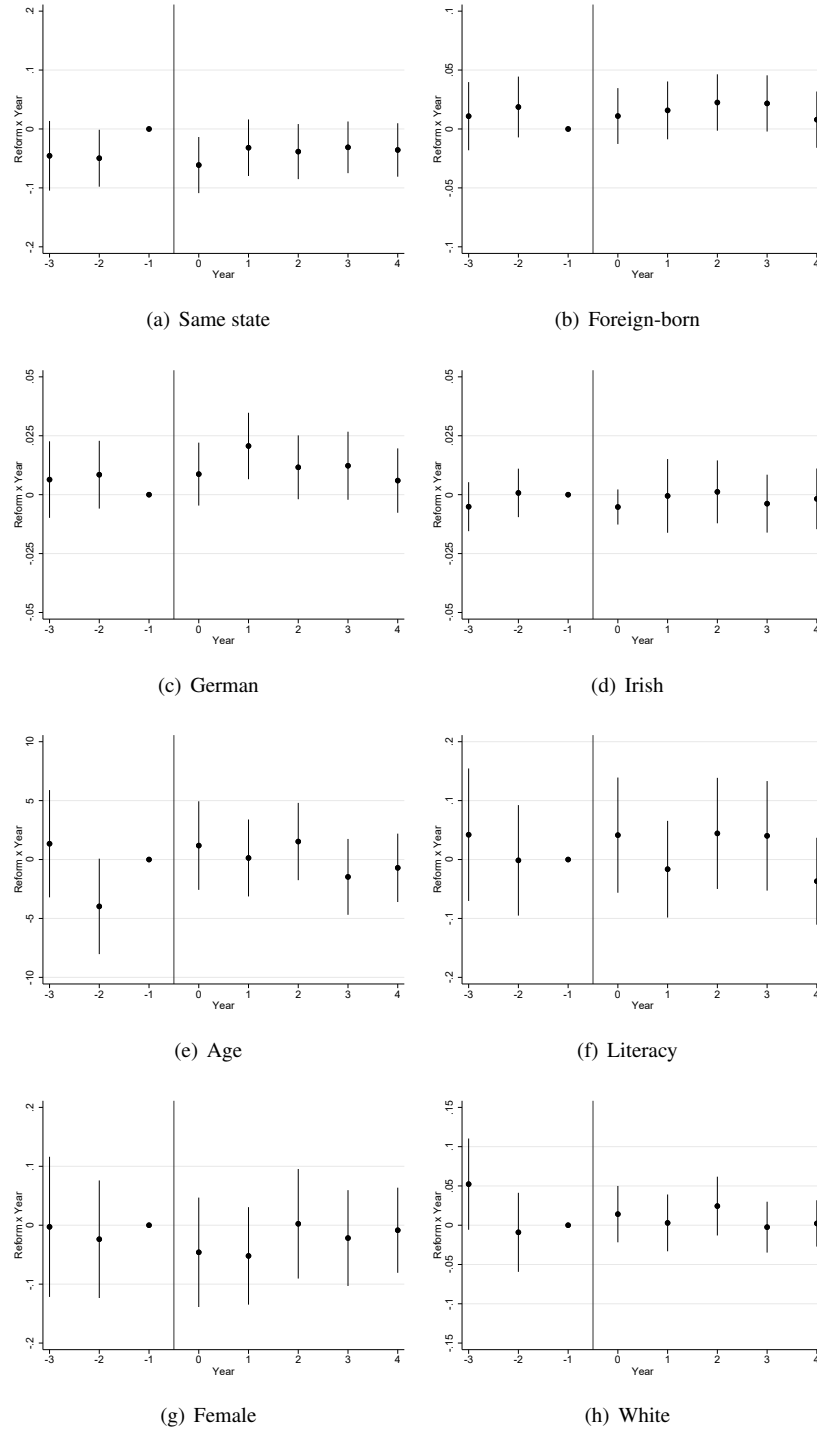 .2
.1
0
-.1
-.2
Reform x Year
-3 -2 -1 0 1 2 3 4
Year
(a) Same state
.1
.05
0
-.05
-.1
Reform x Year
-3 -2 -1 0 1 2 3 4
Year
(b) Foreign-born
.05
.025
0
-.025
-.05
Reform x Year
-3 -2 -1 0 1 2 3 4
Year
(c) German
.05
.025
0
-.025
-.05
Reform x Year
-3 -2 -1 0 1 2 3 4
Year
(d) Irish
10
5
0
-5
-10
Reform x Year
-3 -2 -1 0 1 2 3 4
Year
(e) Age
.2
.1
0
-.1
-.2
Reform x Year
-3 -2 -1 0 1 2 3 4
Year
(f) Literacy
.2
.1
0
-.1
-.2
Reform x Year
-3 -2 -1 0 1 2 3 4
Year
(g) Female
.15
.1
.05
0
-.05
-.1
-.15
Reform x Year
-3 -2 -1 0 1 2 3 4
Year
(h) White